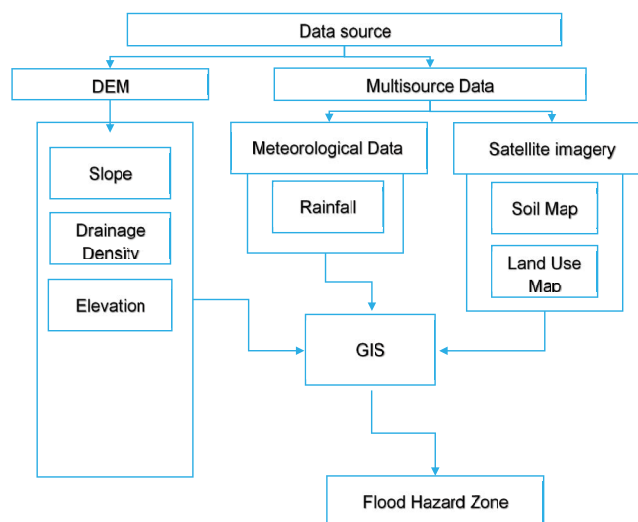 Data source
DEM
Multisource Data
Meteorological Data
Satellite imagery
Slope
Rainfall
Soil Map
Drainage
Density
Land Use
Map
Elevation
GIS
Flood Hazard Zone